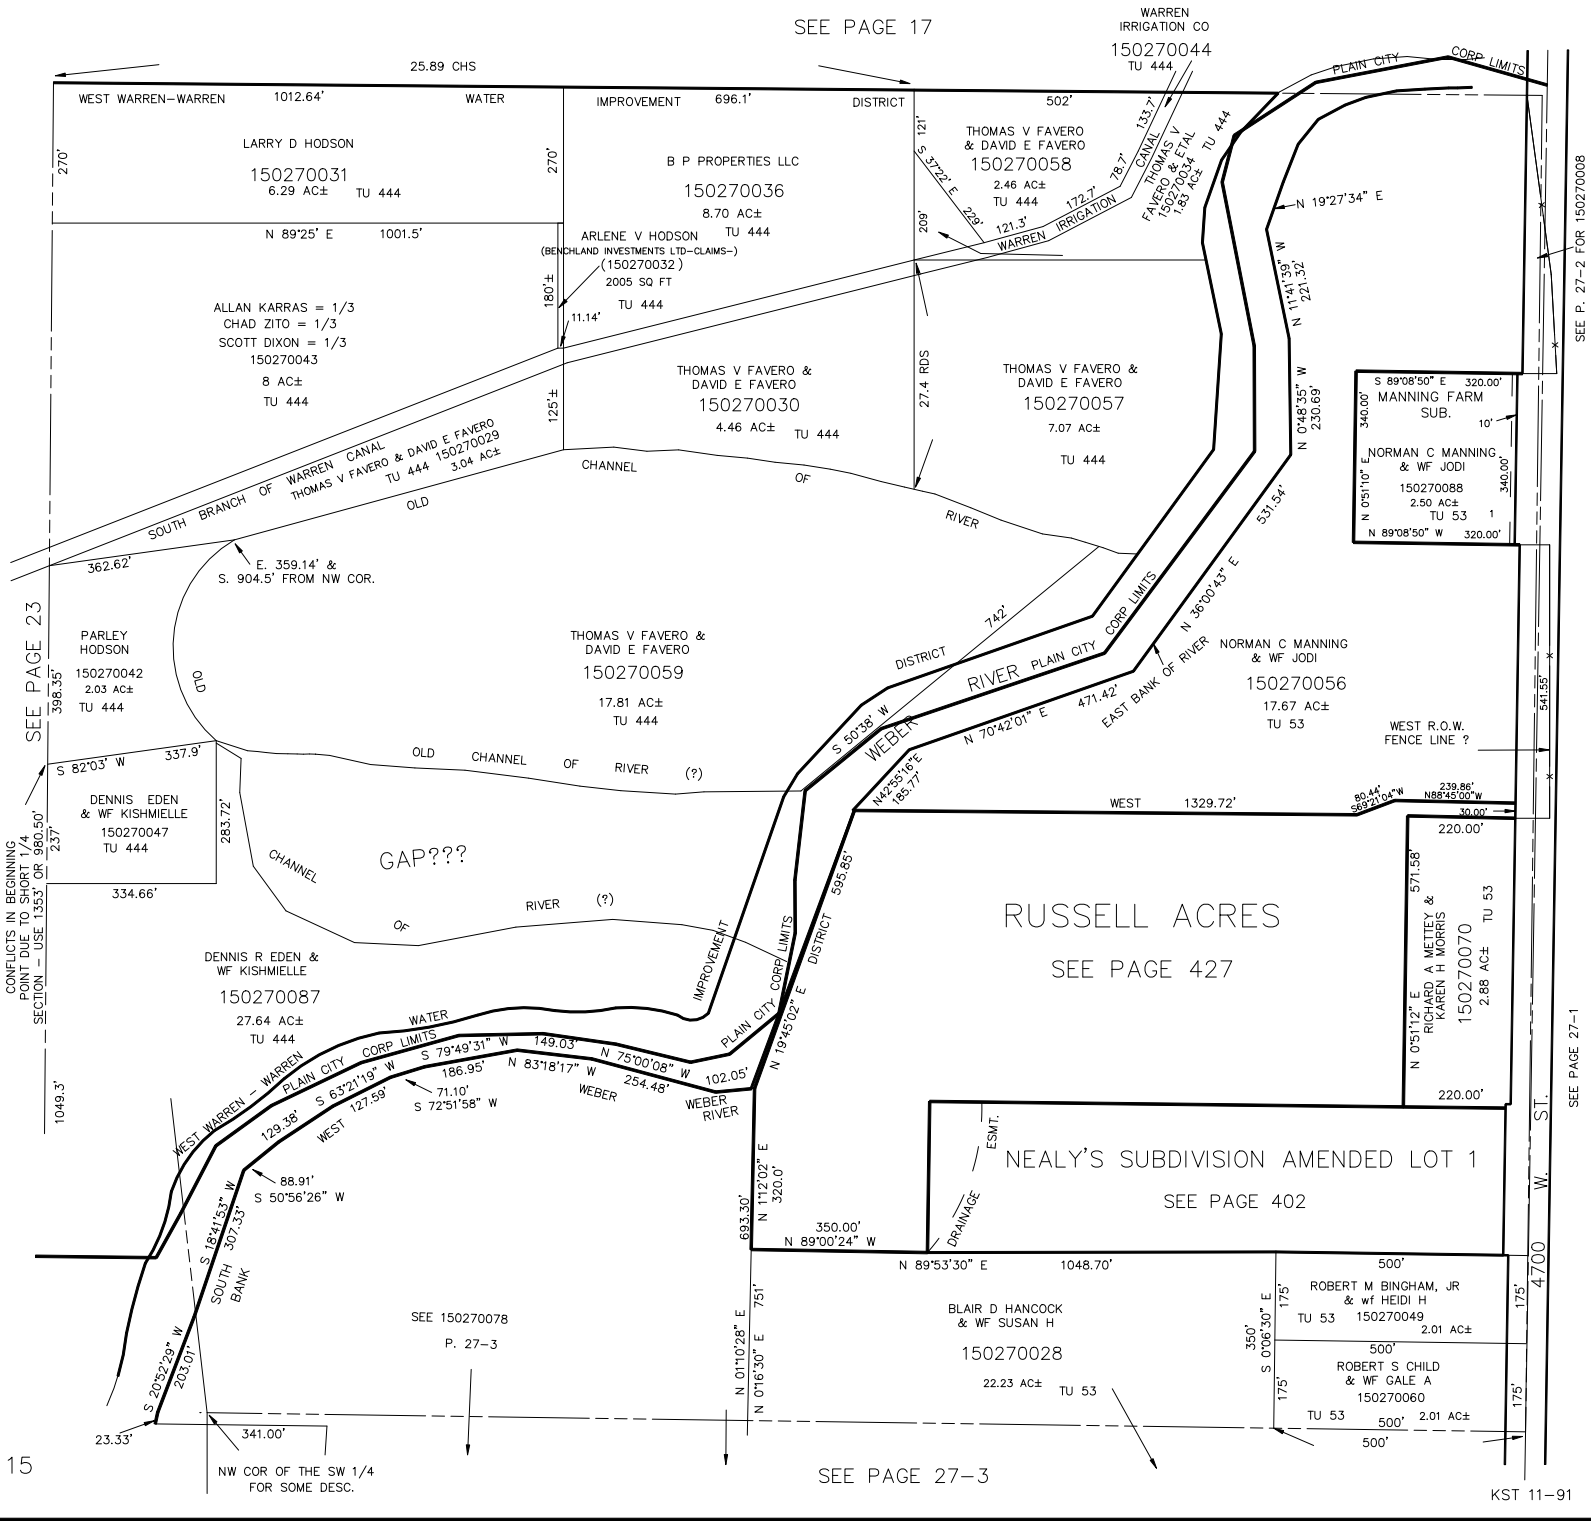 SEE PAGE 17
WARREN
IRRIGATION CO
150270044
TU 444
25.89 CHS
PLAIN CITY CORP LIMITS
WEST WARREN-WARREN
1012.64'
WATER
IMPROVEMENT
696.1'
DISTRICT
502'
270'
LARRY D HODSON
150270031
6.29 AC±
TU 444
270'
B P PROPERTIES LLC
150270036
8.70 AC±
TU 444
121'
S 37°22' E
229'
209'
THOMAS V FAVERO
& DAVID E FAVERO
150270058
2.46 AC±
TU 444
133.7'
78.7'
172.7'
121.3'
WARREN IRRIGATION CANAL
THOMAS V
FAVERO & ETAL
150270034
1.83 AC±
TU 444
N 19°27'34" E
SEE P. 27-2 FOR 150270008
N 89°25' E
1001.5'
ARLENE V HODSON
(BENCHLAND INVESTMENTS LTD-CLAIMS-)
(150270032)
2005 SQ FT
TU 444
180'±
11.14'
ALLAN KARRAS = 1/3
CHAD ZITO = 1/3
SCOTT DIXON = 1/3
150270043
8 AC±
TU 444
125'±
THOMAS V FAVERO &
DAVID E FAVERO
150270030
4.46 AC±
TU 444
27.4 RDS
THOMAS V FAVERO &
DAVID E FAVERO
150270057
7.07 AC±
TU 444
N 11°41'39" W
221.32'
N 0°48'35" W
230.69'
S 89°08'50" E
320.00'
MANNING FARM
SUB.
10'
340.00'
N 0°51'10" E
NORMAN C MANNING
& WF JODI
150270088
2.50 AC±
TU 53
1
340.00'
N 89°08'50" W
320.00'
SOUTH BRANCH OF WARREN CANAL
THOMAS V FAVERO & DAVID E FAVERO
TU 444 150270029
3.04 AC±
OLD
CHANNEL
OF
RIVER
362.62'
E. 359.14' &
S. 904.5' FROM NW COR.
531.54'
N 36°00'43" E
SEE PAGE 23
PARLEY
HODSON
150270042
2.03 AC±
TU 444
398.35'
OLD
THOMAS V FAVERO &
DAVID E FAVERO
150270059
17.81 AC±
TU 444
742'
DISTRICT
S 50°38' W
WEBER RIVER
PLAIN CITY CORP LIMITS
EAST BANK OF RIVER
N 70°42'01" E
471.42'
N42°55'16"E
185.77'
NORMAN C MANNING
& WF JODI
150270056
17.67 AC±
TU 53
541.55'
WEST R.O.W.
FENCE LINE ?
S 82°03' W
337.9'
OLD CHANNEL OF RIVER (?)
DENNIS EDEN
& WF KISHMIELLE
150270047
TU 444
237'
283.72'
334.66'
CONFLICTS IN BEGINNING
POINT DUE TO SHORT 1/4
SECTION - USE 1353' OR 980.50'
GAP???
CHANNEL
OF
RIVER
(?)
WEST
1329.72'
80.44'
S69°21'04"W
239.86'
N88°45'00"W
30.00'
220.00'
595.85'
571.58'
N 0°51'12" E
RICHARD A METTEY &
KAREN H MORRIS
150270070
2.88 AC±
TU 53
220.00'
RUSSELL ACRES
SEE PAGE 427
SEE PAGE 27-1
DENNIS R EDEN &
WF KISHMIELLE
150270087
27.64 AC±
TU 444
1049.3'
WEST WARREN - WARREN
WATER
IMPROVEMENT
DISTRICT
PLAIN CITY CORP LIMITS
PLAIN CITY CORP LIMITS
N 19°45'02" E
S 79°49'31" W
186.95'
149.03'
N 83°18'17" W
N 75°00'08" W
254.48'
102.05'
WEBER
WEBER
RIVER
S 63°21'19" W
127.59'
71.10'
S 72°51'58" W
129.38'
WEST
88.91'
S 50°56'26" W
S 18°41'53" W
307.33'
SOUTH
BANK
S 20°52'29" W
203.01'
23.33'
341.00'
NW COR OF THE SW 1/4
FOR SOME DESC.
SEE 150270078
P. 27-3
693.30'
N 1°12'02" E
320.0'
350.00'
N 89°00'24" W
DRAINAGE
ESMT.
NEALY'S SUBDIVISION AMENDED LOT 1
SEE PAGE 402
4700 W. ST.
N 89°53'30" E
1048.70'
N 01°10'28" E
N 0°16'30" E
751'
BLAIR D HANCOCK
& WF SUSAN H
150270028
22.23 AC±
TU 53
350'
S 0°06'30" E
175'
175'
500'
ROBERT M BINGHAM, JR
& wf HEIDI H
TU 53
150270049
2.01 AC±
175'
500'
ROBERT S CHILD
& WF GALE A
150270060
TU 53
2.01 AC±
175'
500'
500'
15
SEE PAGE 27-3
KST 11-91